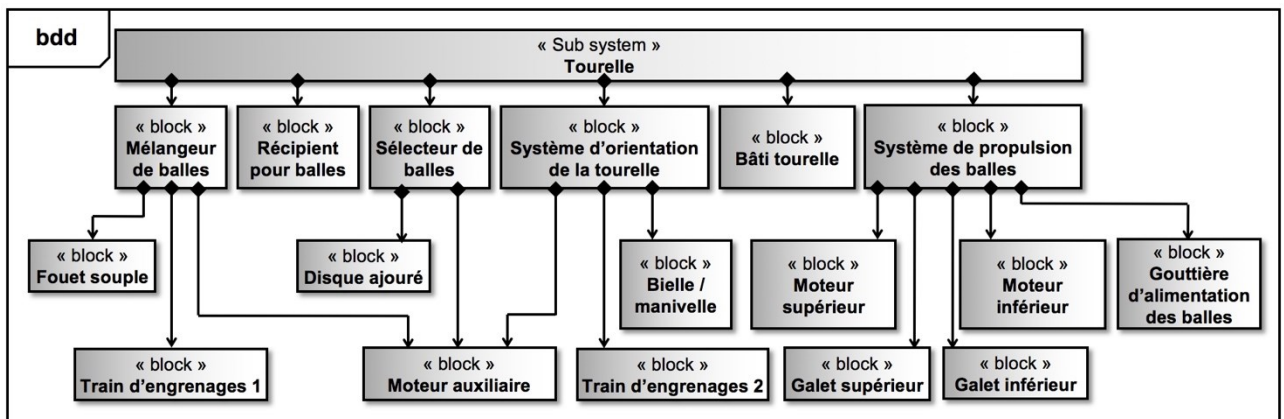 bdd
« Sub system »
Tourelle
« block »
Mélangeur
de balles
« block »
Récipient
pour balles
« block »
Sélecteur de
balles
« block »
Système d'orientation
de la tourelle
« block »
Bâti tourelle
« block »
Système de propulsion
des balles
« block »
Fouet souple
« block »
Disque ajouré
« block »
Bielle /
manivelle
« block »
Moteur
supérieur
« block »
Moteur
inférieur
« block »
Gouttière
d'alimentation
des balles
« block »
Train d'engrenages 1
« block »
Moteur auxiliaire
« block »
Train d'engrenages 2
« block »
Galet supérieur
« block »
Galet inférieur